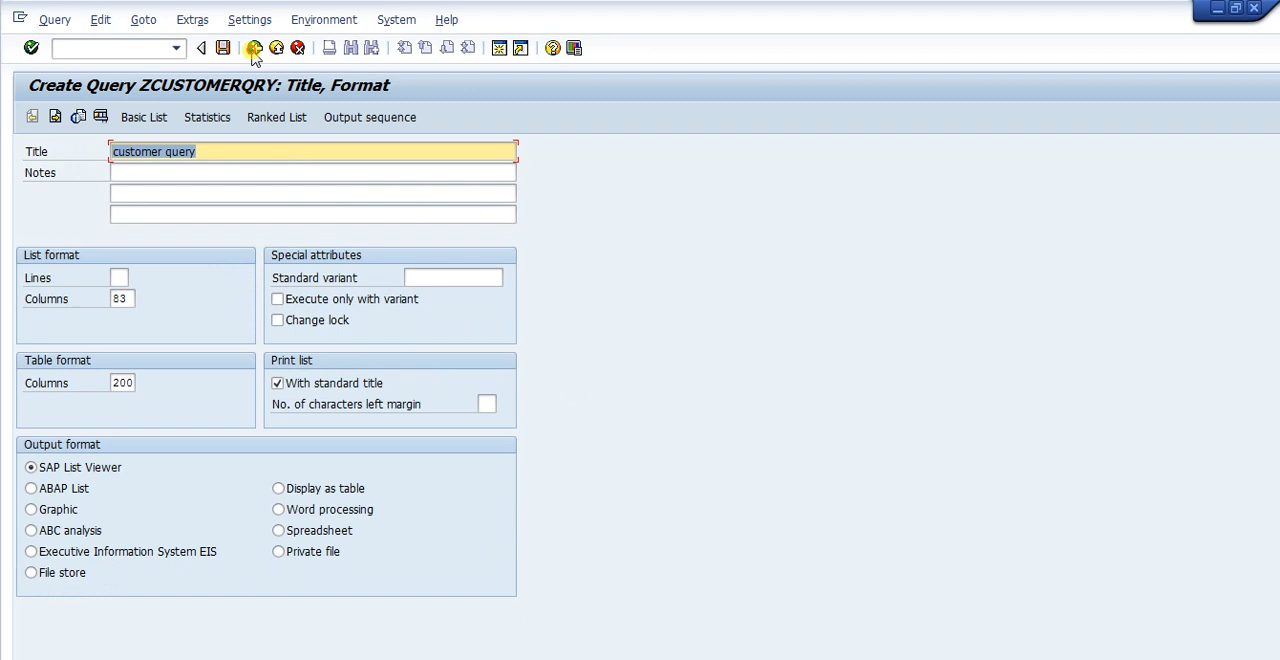 Query Edit Goto Extras Settings Environment System Help
Create Query ZCUSTOMERQRY: Title, Format
Basic List Statistics Ranked List Output sequence
Title customer query
Notes
List format
Lines
Columns 83
Special attributes
Standard variant
Execute only with variant
Change lock
Table format
Columns 200
Print list
With standard title
No. of characters left margin
Output format
SAP List Viewer
ABAP List Display as table
Graphic Word processing
ABC analysis Spreadsheet
Executive Information System EIS Private file
File store